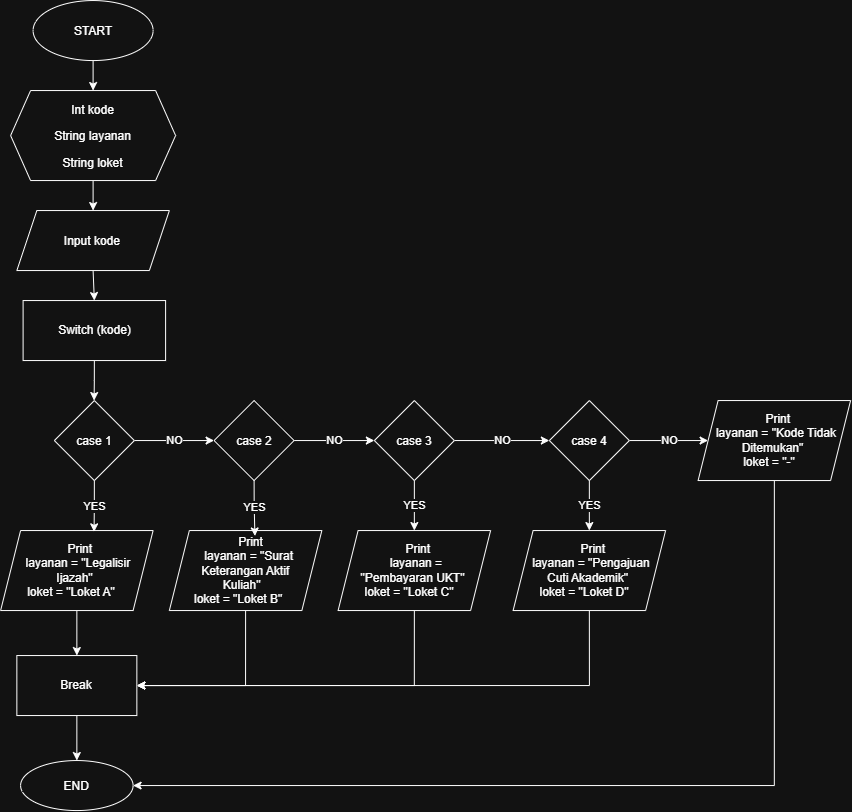 START
Int kode
String layanan
String loket
Input kode
Switch (kode)
case 1
NO
case 2
NO
case 3
NO
case 4
NO
Print
layanan = "Kode Tidak
Ditemukan"
loket = "-"
YES
YES
YES
YES
Print
layanan = "Legalisir
Ijazah"
loket = "Loket A"
Print
layanan = "Surat
Keterangan Aktif
Kuliah"
loket = "Loket B"
Print
layanan =
"Pembayaran UKT"
loket = "Loket C"
Print
layanan = "Pengajuan
Cuti Akademik"
loket = "Loket D"
Break
END